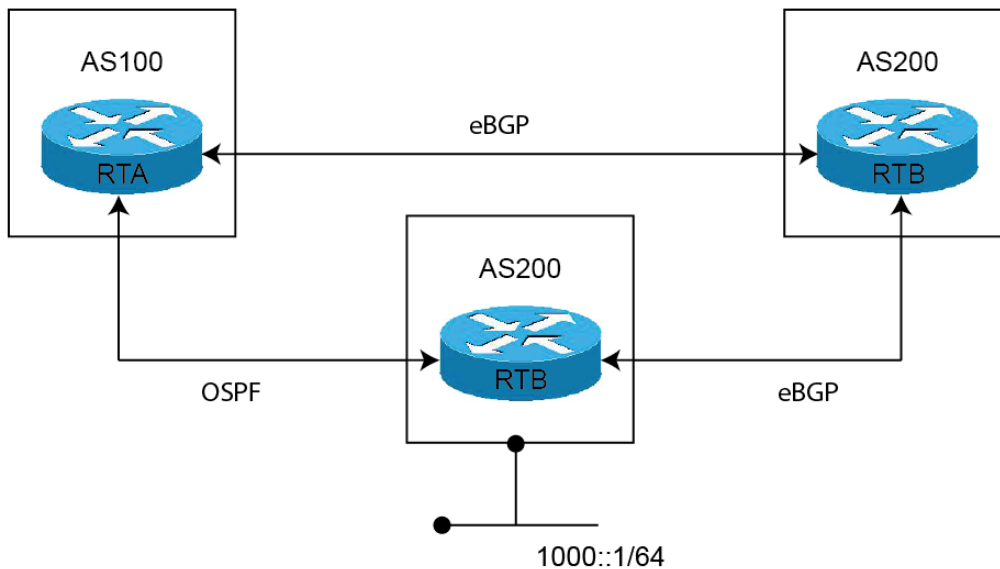 AS100
AS200
eBGP
RTA
RTB
AS200
RTB
OSPF
eBGP
1000::1/64